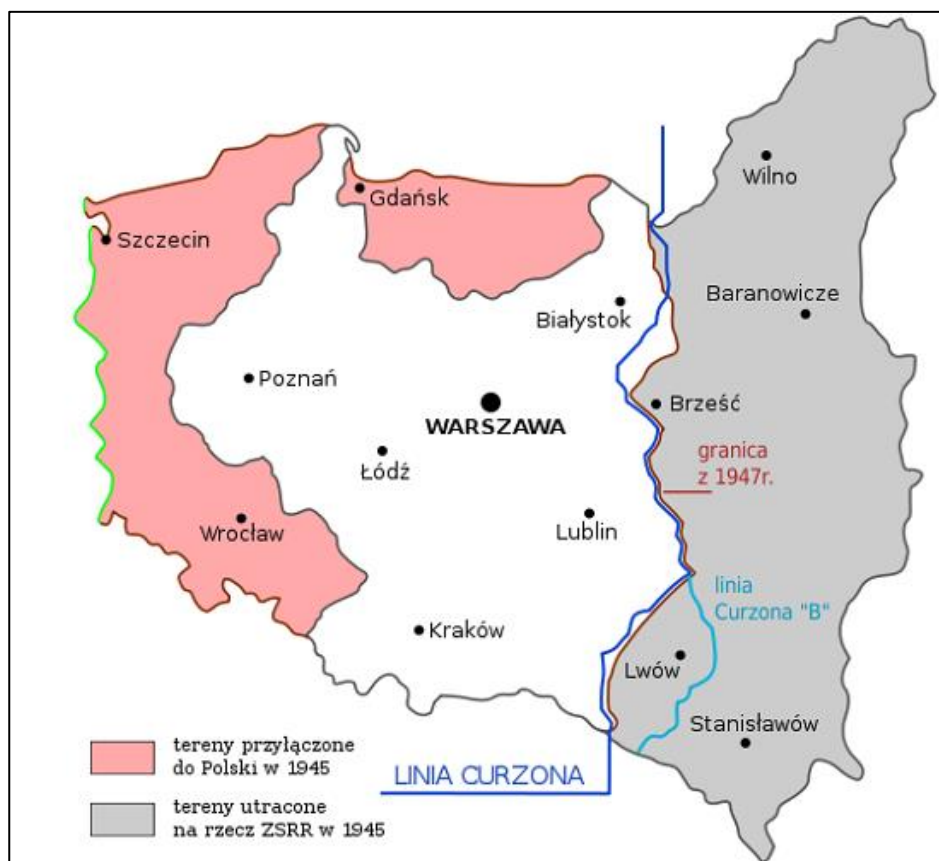 Wilno
Gdańsk
Szczecin
Baranowicze
Białystok
Poznań
Brześć
WARSZAWA
granica
z 1947r.
Łódź
Wrocław
Lublin
linia
Curzona "B"
Kraków
Lwów
Stanisławów
tereny przyłączone
do Polski w 1945
LINIA CURZONA
tereny utracone
na rzecz ZSRR w 1945